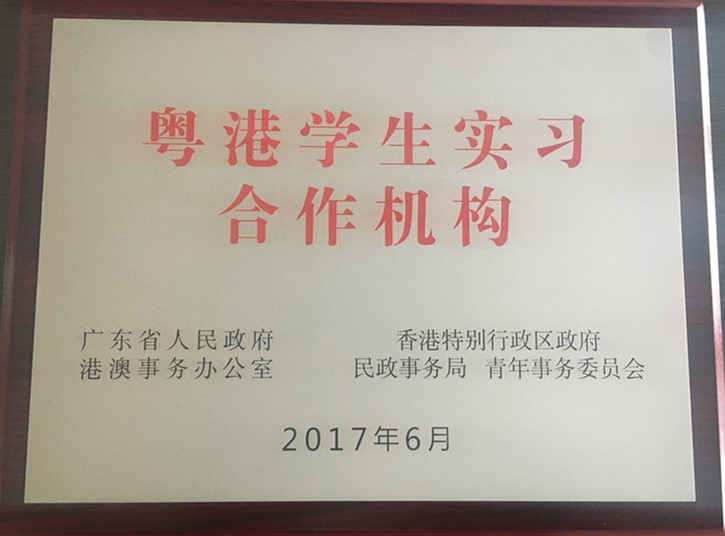 粤港学生实习
合作机构
广东省人民政府
港澳事务办公室
香港特别行政区政府
民政事务局 青年事务委员会
2017年6月